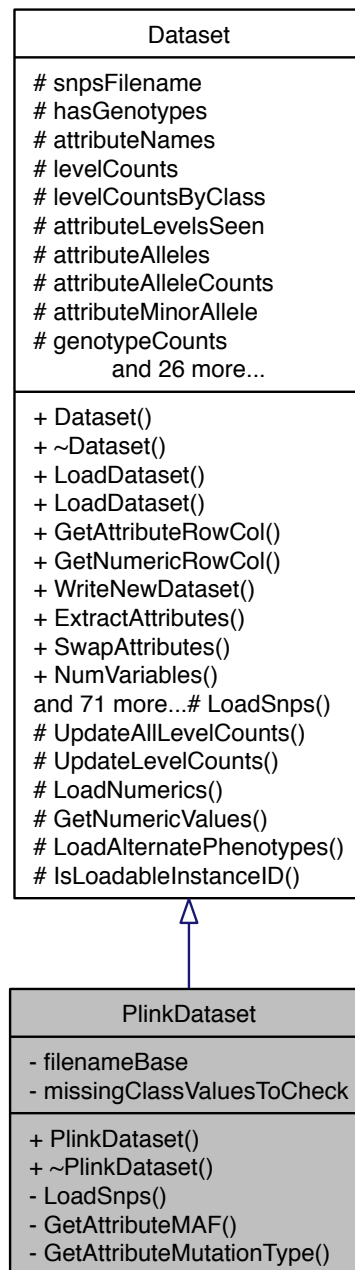 Dataset
# snpsFilename
# hasGenotypes
# attributeNames
# levelCounts
# levelCountsByClass
# attributeLevelsSeen
# attributeAlleles
# attributeAlleleCounts
# attributeMinorAllele
# genotypeCounts
and 26 more...
+ Dataset()
+ ~Dataset()
+ LoadDataset()
+ LoadDataset()
+ GetAttributeRowCol()
+ GetNumericRowCol()
+ WriteNewDataset()
+ ExtractAttributes()
+ SwapAttributes()
+ NumVariables()
and 71 more...# LoadSnps()
# UpdateAllLevelCounts()
# UpdateLevelCounts()
# LoadNumerics()
# GetNumericValues()
# LoadAlternatePhenotypes()
# IsLoadableInstanceID()
PlinkDataset
- filenameBase
- missingClassValuesToCheck
+ PlinkDataset()
+ ~PlinkDataset()
- LoadSnps()
- GetAttributeMAF()
- GetAttributeMutationType()